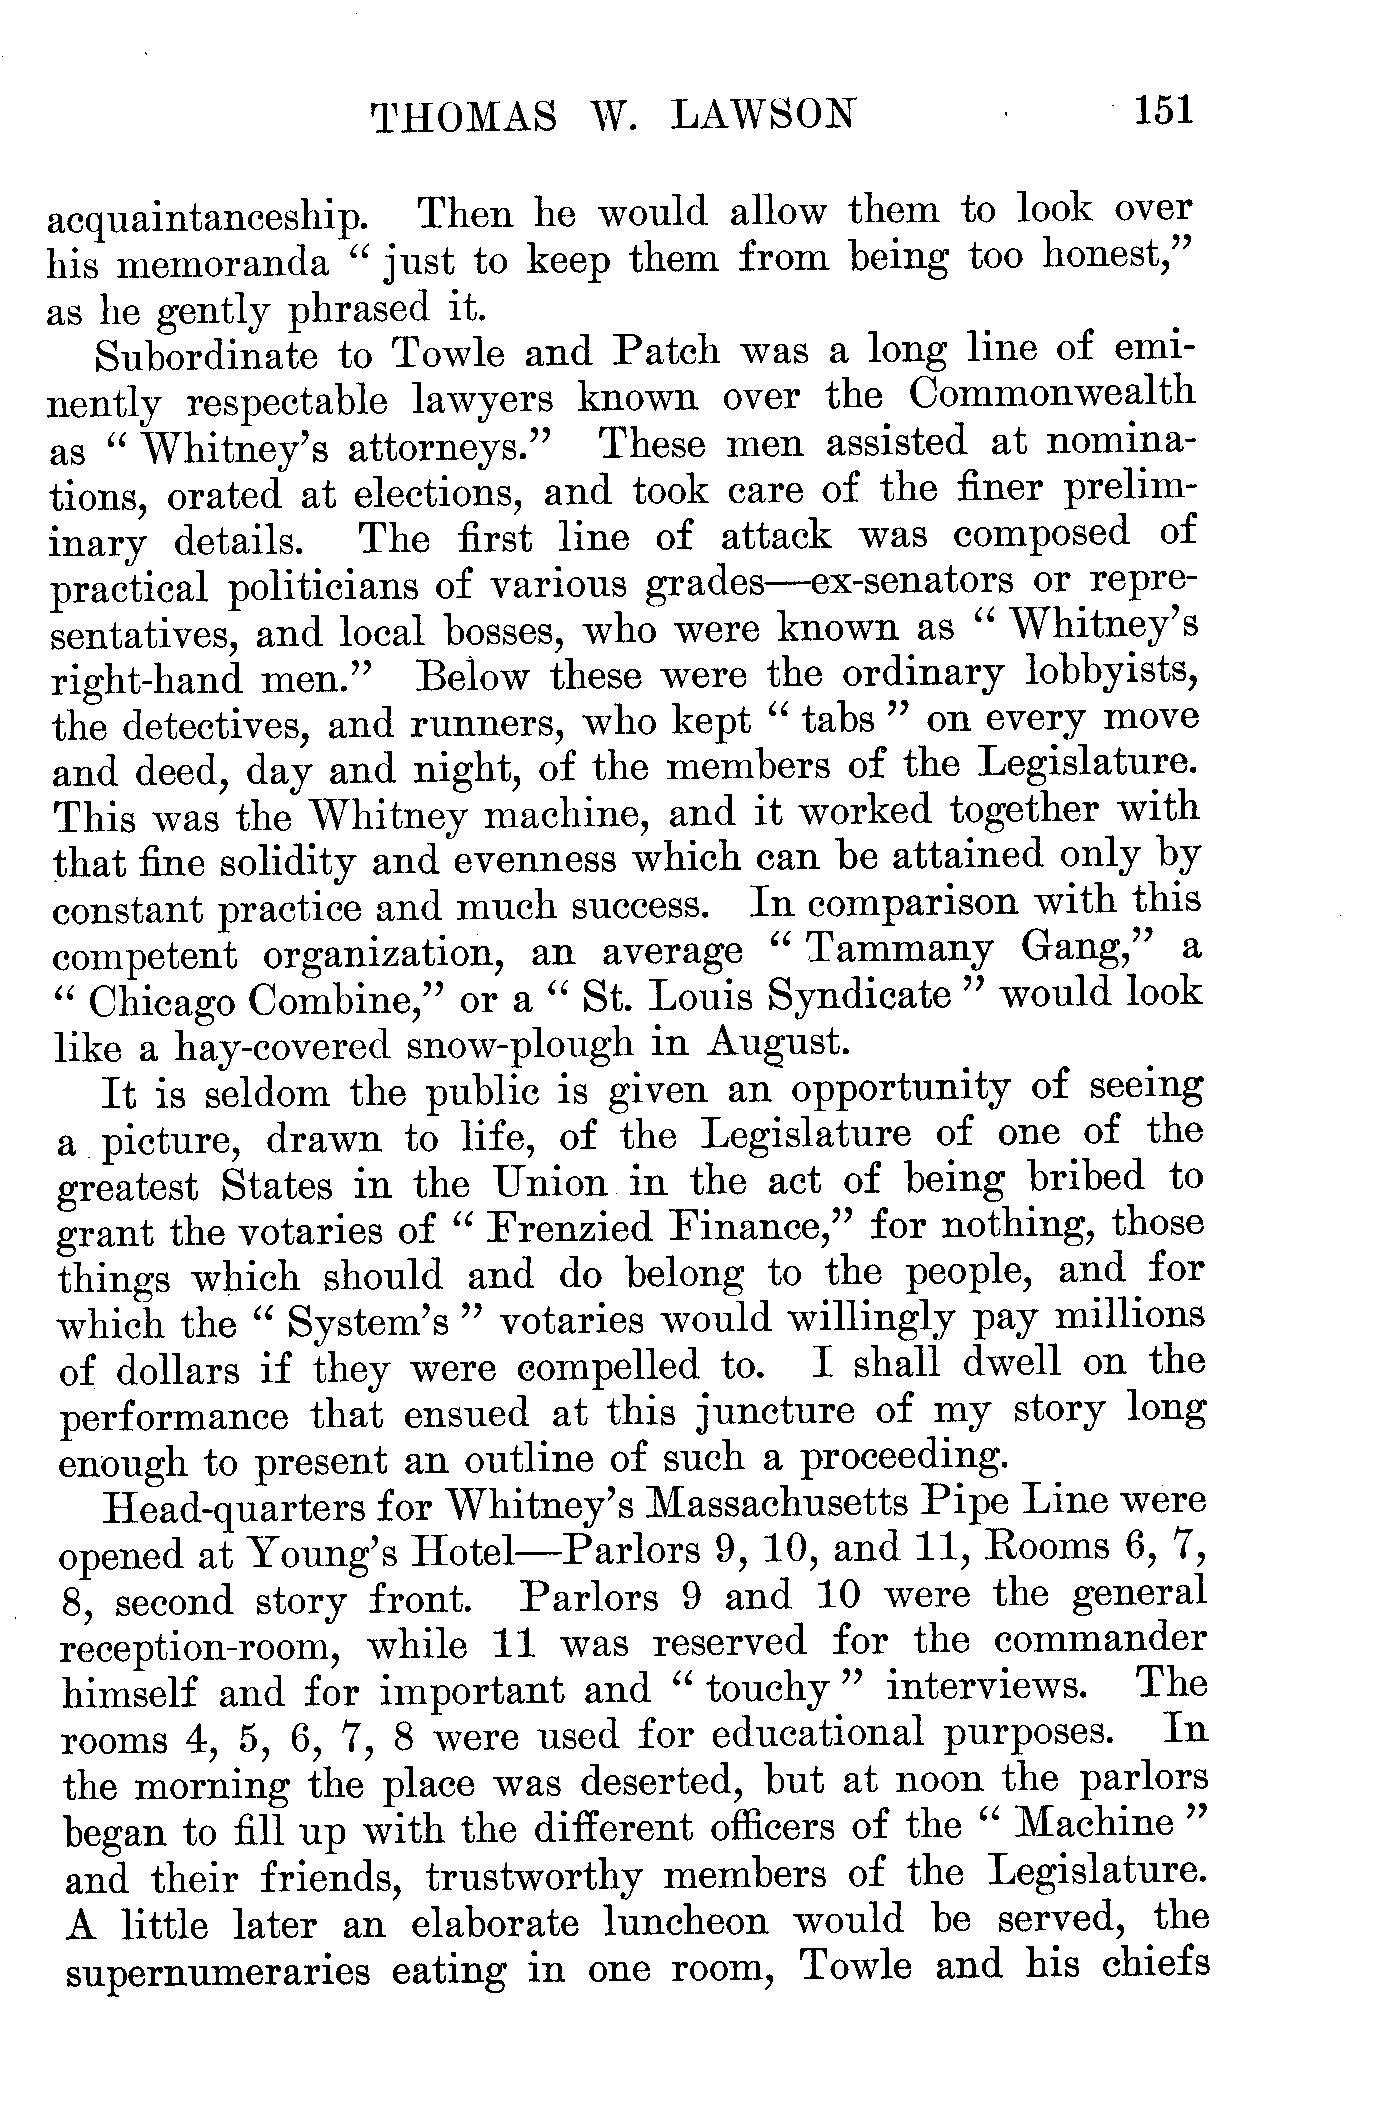 THOMAS W. LAWSON 151
acquaintanceship. Then he would allow them to look over
his memoranda “ just to keep them from being too honest,”
as he gently phrased it.
Subordinate to Towle and Patch was a long line of emi-
nently respectable lawyers known over the Commonwealth
as “ Whitney’s attorneys.” These men assisted at nomina-
tions, orated at elections, and took care of the finer prelim-
inary details. The first line of attack was composed of
practical politicians of various grades—ex-senators or repre-
sentatives, and local bosses, who were known as “ Whitney’s
right-hand men.” Below these were the ordinary lobbyists,
the detectives, and runners, who kept “ tabs ” on every move
and deed, day and night, of the members of the Legislature.
This was the Whitney machine, and it worked together with
that fine solidity and evenness which can be attained only by
constant practice and much success. In comparison with this
competent organization, an average “ Tammany Gang,” a
“ Chicago Combine,” or a “ St. Louis Syndicate ” would look
like a hay-covered snow-plough in August.
It is seldom the public is given an opportunity of seeing
a picture, drawn to life, of the Legislature of one of the
greatest States in the Union in the act of being bribed to
grant the votaries of “ Frenzied Finance,” for nothing, those
things which should and do belong to the people, and for
which the “ System’s ” votaries would willingly pay millions
of dollars if they were compelled to. I shall dwell on the
performance that ensued at this juncture of my story long
enough to present an outline of such a proceeding.
Head-quarters for Whitney’s Massachusetts Pipe Line were
opened at Young’s Hotel—Parlors 9, 10, and 11, Rooms 6, 7,
8, second story front. Parlors 9 and 10 were the general
reception-room, while 11 was reserved for the commander
himself and for important and “ touchy ” interviews. The
rooms 4, 5, 6, 7, 8 were used for educational purposes. In
the morning the place was deserted, but at noon the parlors
began to fill up with the different officers of the “ Machine ”
and their friends, trustworthy members of the Legislature.
A little later an elaborate luncheon would be served, the
supernumeraries eating in one room, Towle and his chiefs